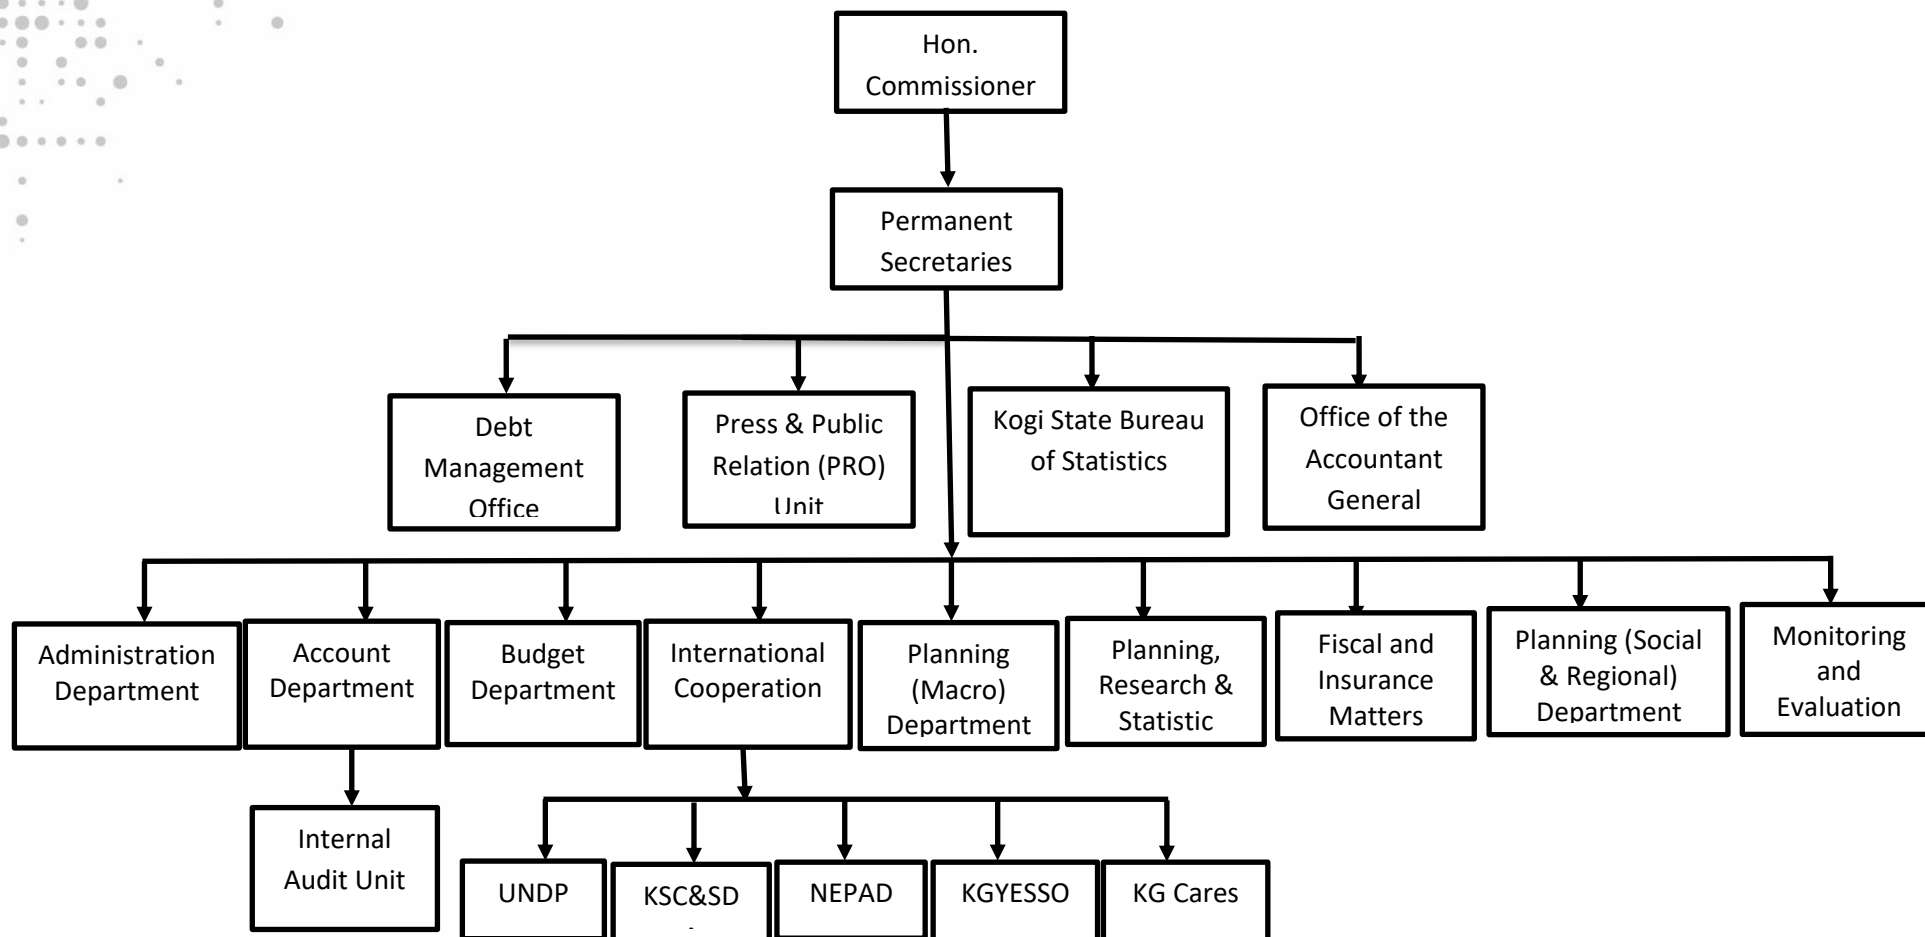 Hon.
Commissioner
Permanent
Secretaries
Debt
Management
Office
Press & Public
Relation (PRO)
Unit
Kogi State Bureau
of Statistics
Office of the
Accountant
General
Administration
Department
Account
Department
Budget
Department
International
Cooperation
Planning
(Macro)
Department
Planning,
Research &
Statistic
Fiscal and
Insurance
Matters
Planning (Social
& Regional)
Department
Monitoring
and
Evaluation
Internal
Audit Unit
UNDP
KSC&SD
NEPAD
KGYESSO
KG Cares